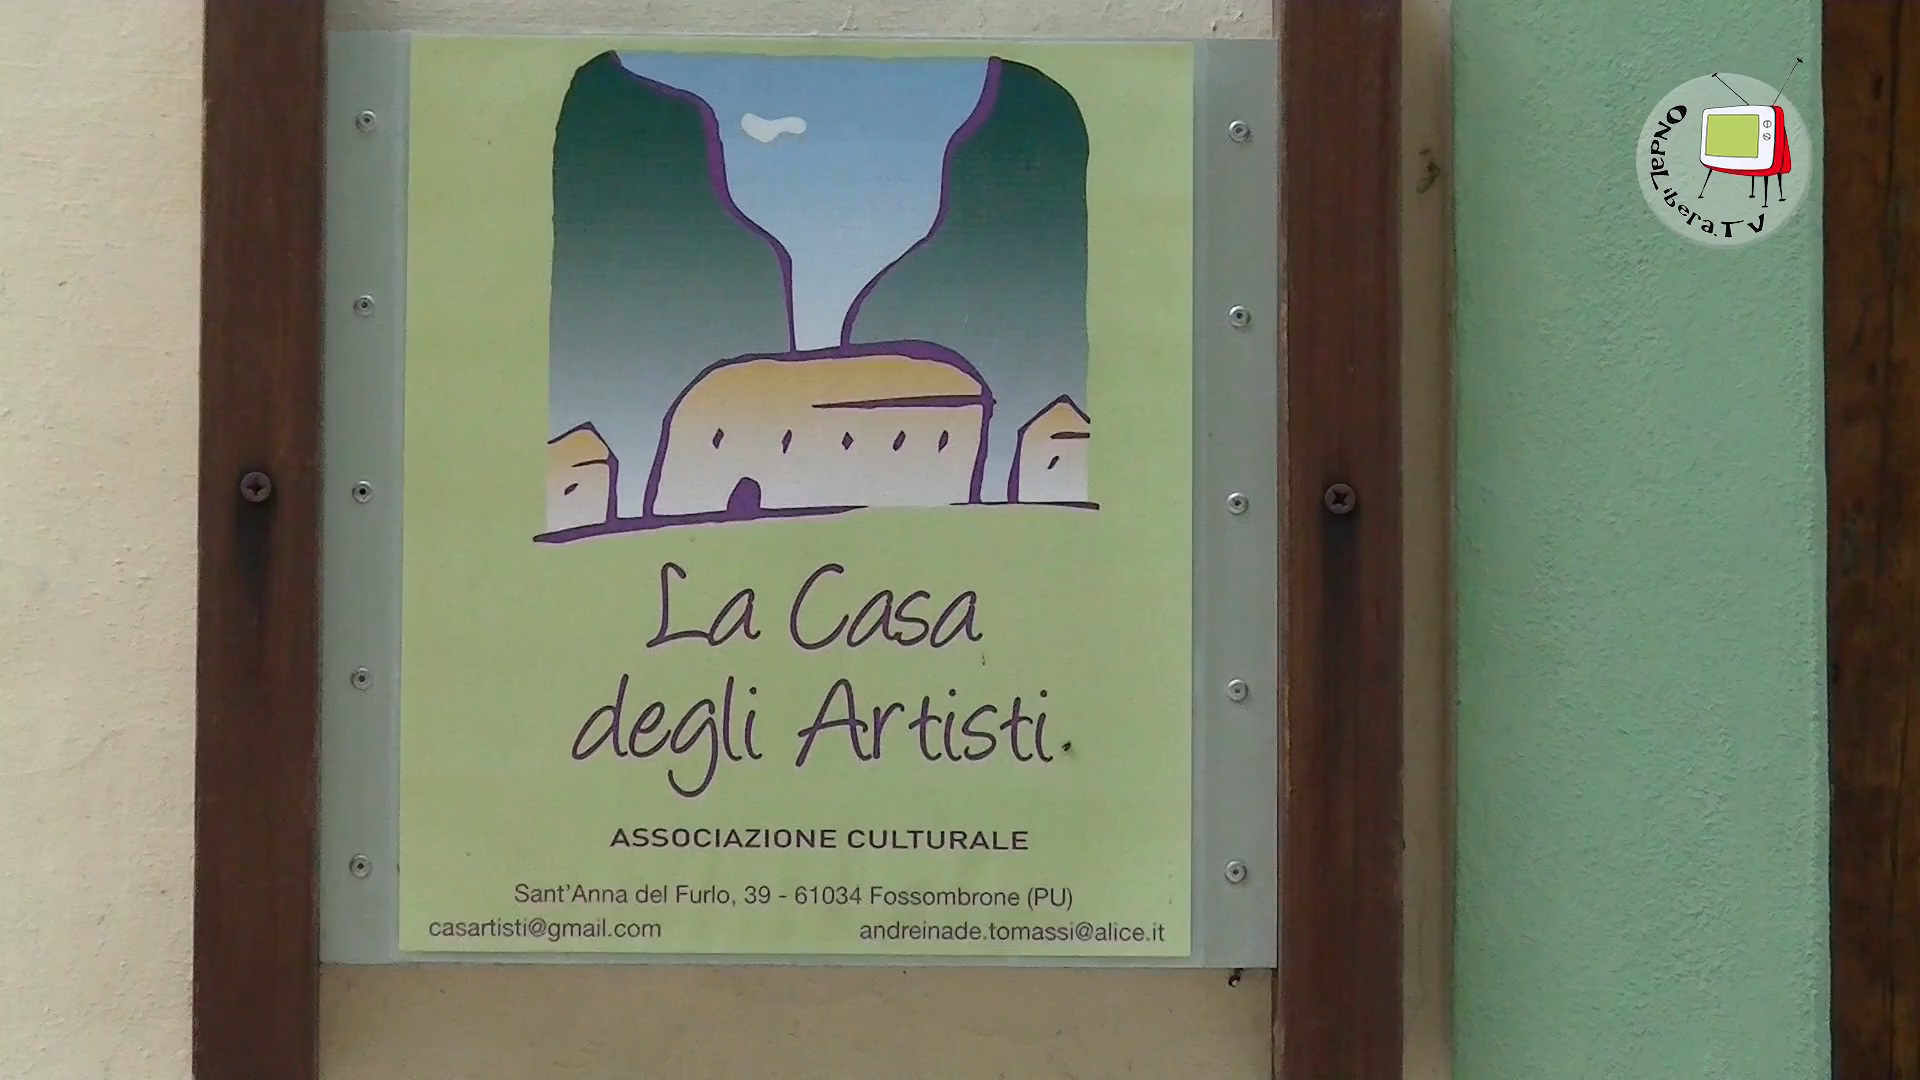 La Casa
degli Artisti
ASSOCIAZIONE CULTURALE
Sant'Anna del Furlo, 39 - 61034 Fossombrone (PU)
casartisti@gmail.com andreinade.tomassi@alice.it
OndaLibera.TV